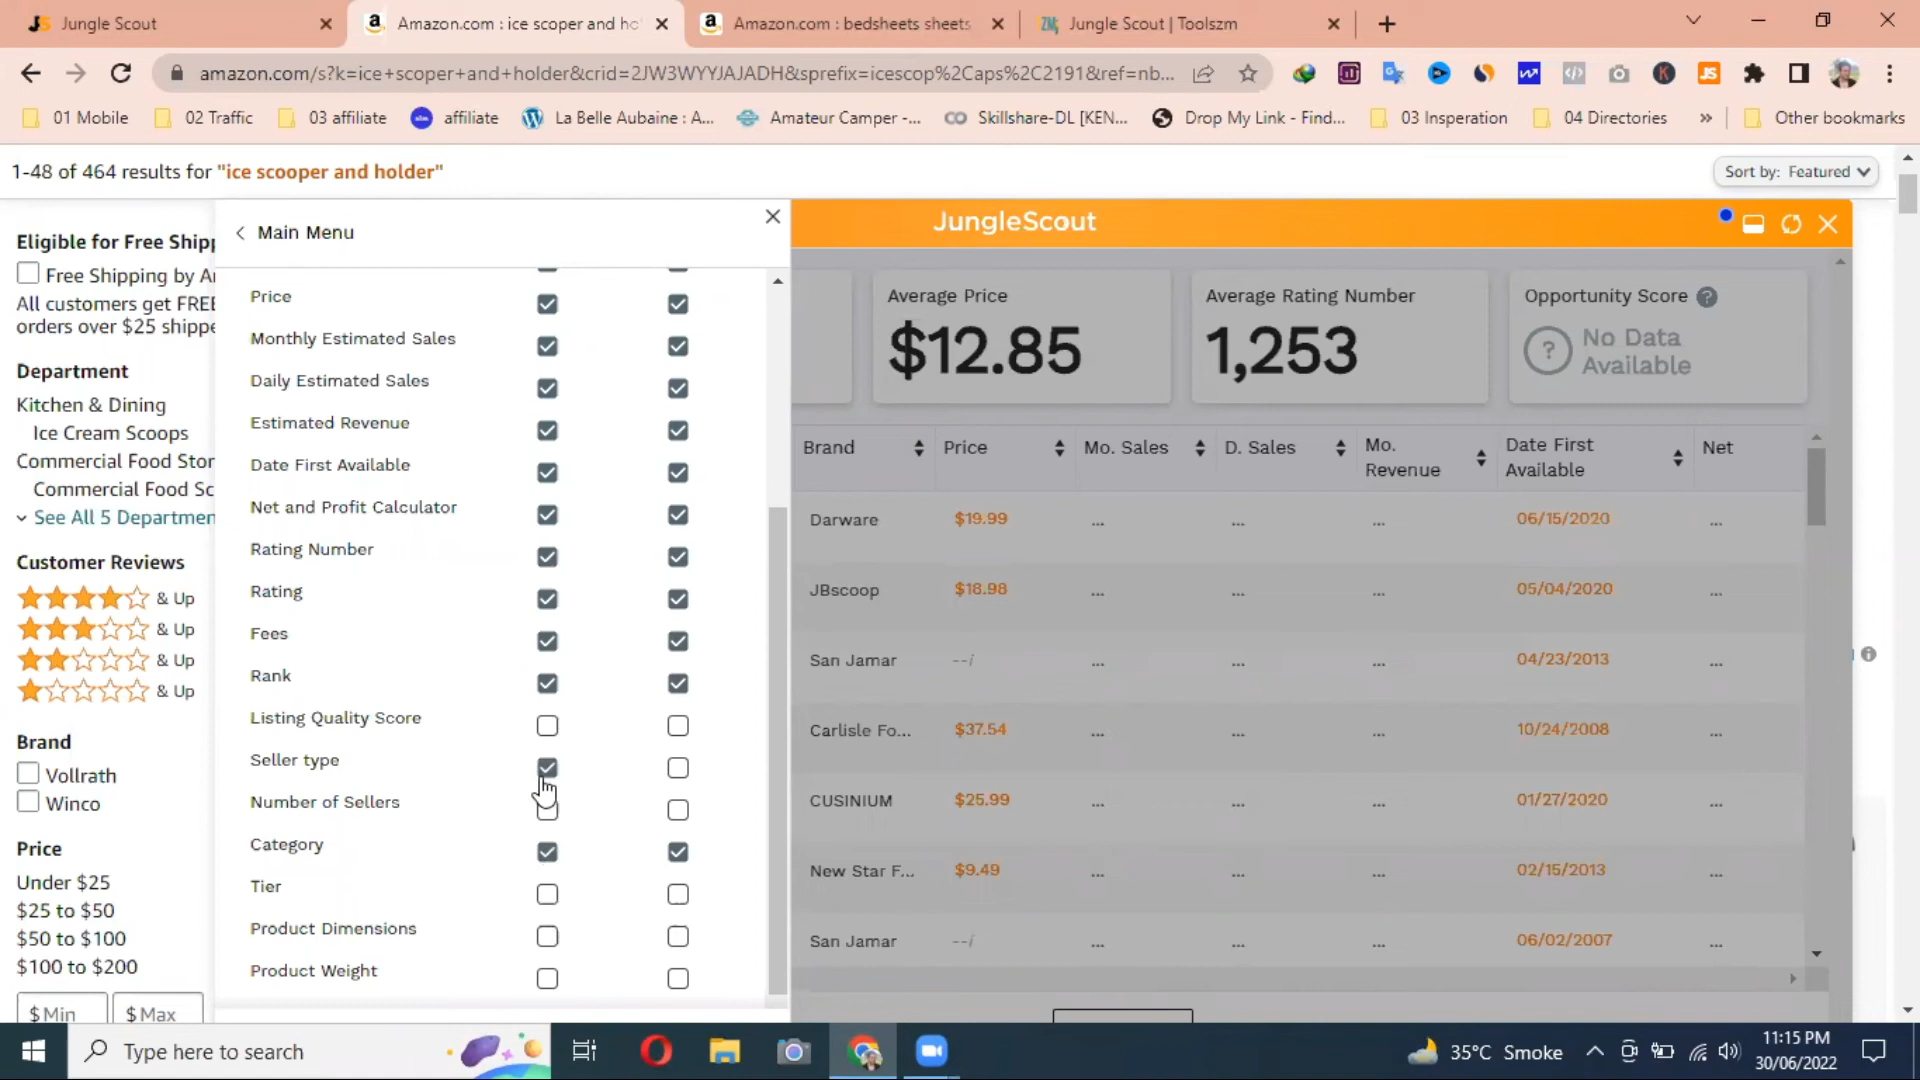 Jungle Scout
Amazon.com : ice scoper and ho
Amazon.com : bedsheets sheets
Jungle Scout | Toolszm
amazon.com/s?k=ice+scoper+and+holder&crid=2JW3WYYJAJADH&sprefix=icescop%2Caps%2C2191&ref=nb...
01 Mobile
02 Traffic
03 affiliate
affiliate
La Belle Aubaine : A...
Amateur Camper -...
Skillshare-DL [KEN...
Drop My Link - Find...
03 Insperation
04 Directories
»
Other bookmarks
1-48 of 464 results for "ice scooper and holder"
Sort by: Featured
Eligible for Free Shipp
Free Shipping by Ar
All customers get FREE
orders over $25 shippe
Department
Kitchen & Dining
Ice Cream Scoops
Commercial Food Stor
Commercial Food Sc
See All 5 Departmen
Customer Reviews
& Up
& Up
& Up
& Up
Brand
Vollrath
Winco
Price
Under $25
$25 to $50
$50 to $100
$100 to $200
$ Min
$ Max
Main Menu
Price
Monthly Estimated Sales
Daily Estimated Sales
Estimated Revenue
Date First Available
Net and Profit Calculator
Rating Number
Rating
Fees
Rank
Listing Quality Score
Seller type
Number of Sellers
Category
Tier
Product Dimensions
Product Weight
JungleScout
Average Price
$12.85
Average Rating Number
1,253
Opportunity Score ?
? No Data
Available
Brand Price Mo. Sales D. Sales Mo. Revenue Date First Available Net
Darware $19.99 ... ... ... 06/15/2020 ...
JBscoop $18.98 ... ... ... 05/04/2020 ...
San Jamar --i ... ... ... 04/23/2013 ...
Carlisle Fo... $37.54 ... ... ... 10/24/2008 ...
CUSINIUM $25.99 ... ... ... 01/27/2020 ...
New Star F... $9.49 ... ... ... 02/15/2013 ...
San Jamar --i ... ... ... 06/02/2007 ...
Type here to search
35°C Smoke
11:15 PM
30/06/2022